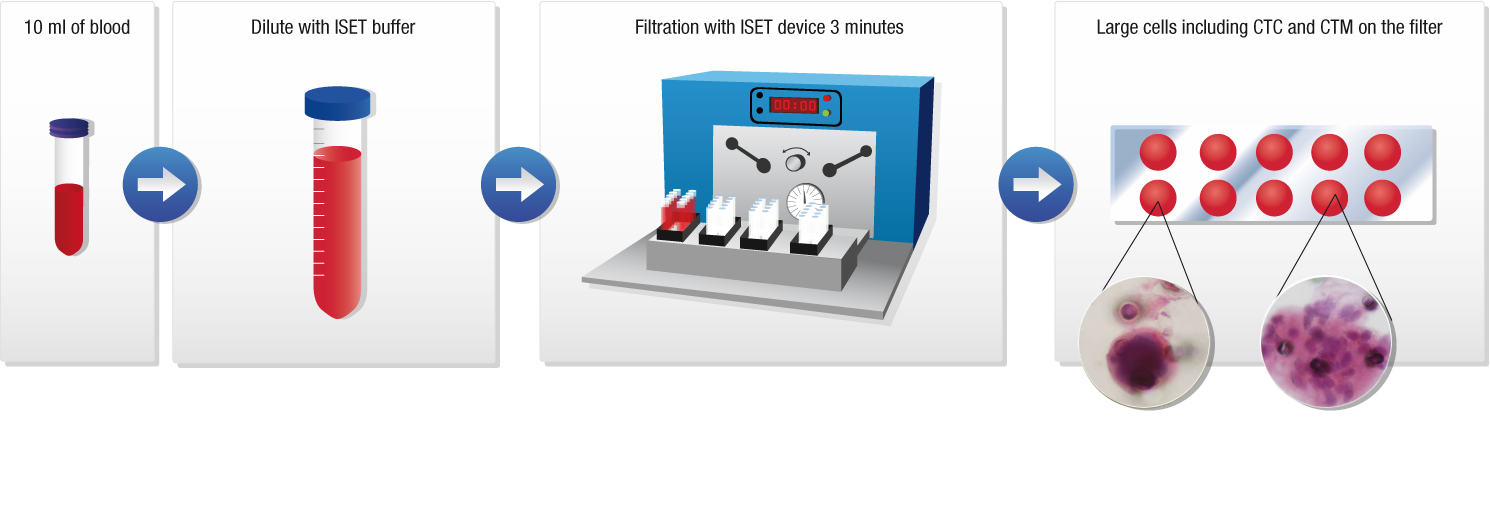 10 ml of blood
Dilute with ISET buffer
Filtration with ISET device 3 minutes
Large cells including CTC and CTM on the filter
00:00